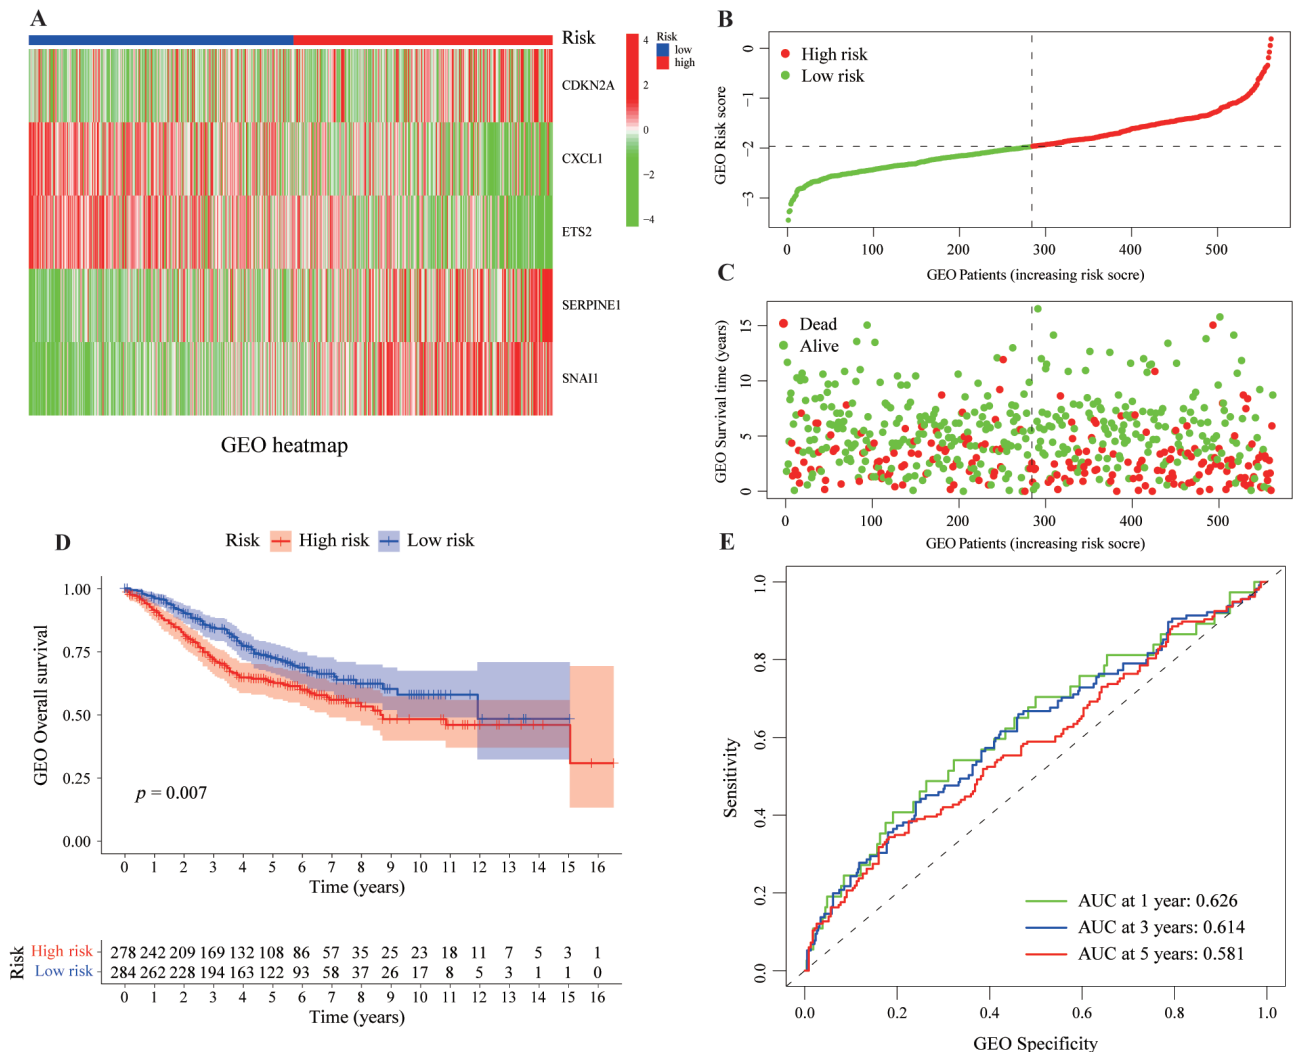 A
Risk
CDKN2A
CXCL1
ETS2
SERPINE1
SNAI1
4
2
0
−2
−4
Risk
low
high
GEO heatmap
B
High risk
Low risk
GEO Risk score
0
−1
−2
−3
0 100 200 300 400 500
GEO Patients (increasing risk socre)
C
Dead
Alive
GEO Survival time (years)
15
10
5
0
0 100 200 300 400 500
GEO Patients (increasing risk socre)
D
Risk High risk Low risk
GEO Overall survival
1.00
0.75
0.50
0.25
0.00
p = 0.007
0 1 2 3 4 5 6 7 8 9 10 11 12 13 14 15 16
Time (years)
Risk
High risk 278 242 209 169 132 108 86 57 35 25 23 18 11 7 5 3 1
Low risk 284 262 228 194 163 122 93 58 37 26 17 8 5 3 1 1 0
0 1 2 3 4 5 6 7 8 9 10 11 12 13 14 15 16
Time (years)
E
Sensitivity
1.0
0.8
0.6
0.4
0.2
0.0
AUC at 1 year: 0.626
AUC at 3 years: 0.614
AUC at 5 years: 0.581
0.0 0.2 0.4 0.6 0.8 1.0
GEO Specificity